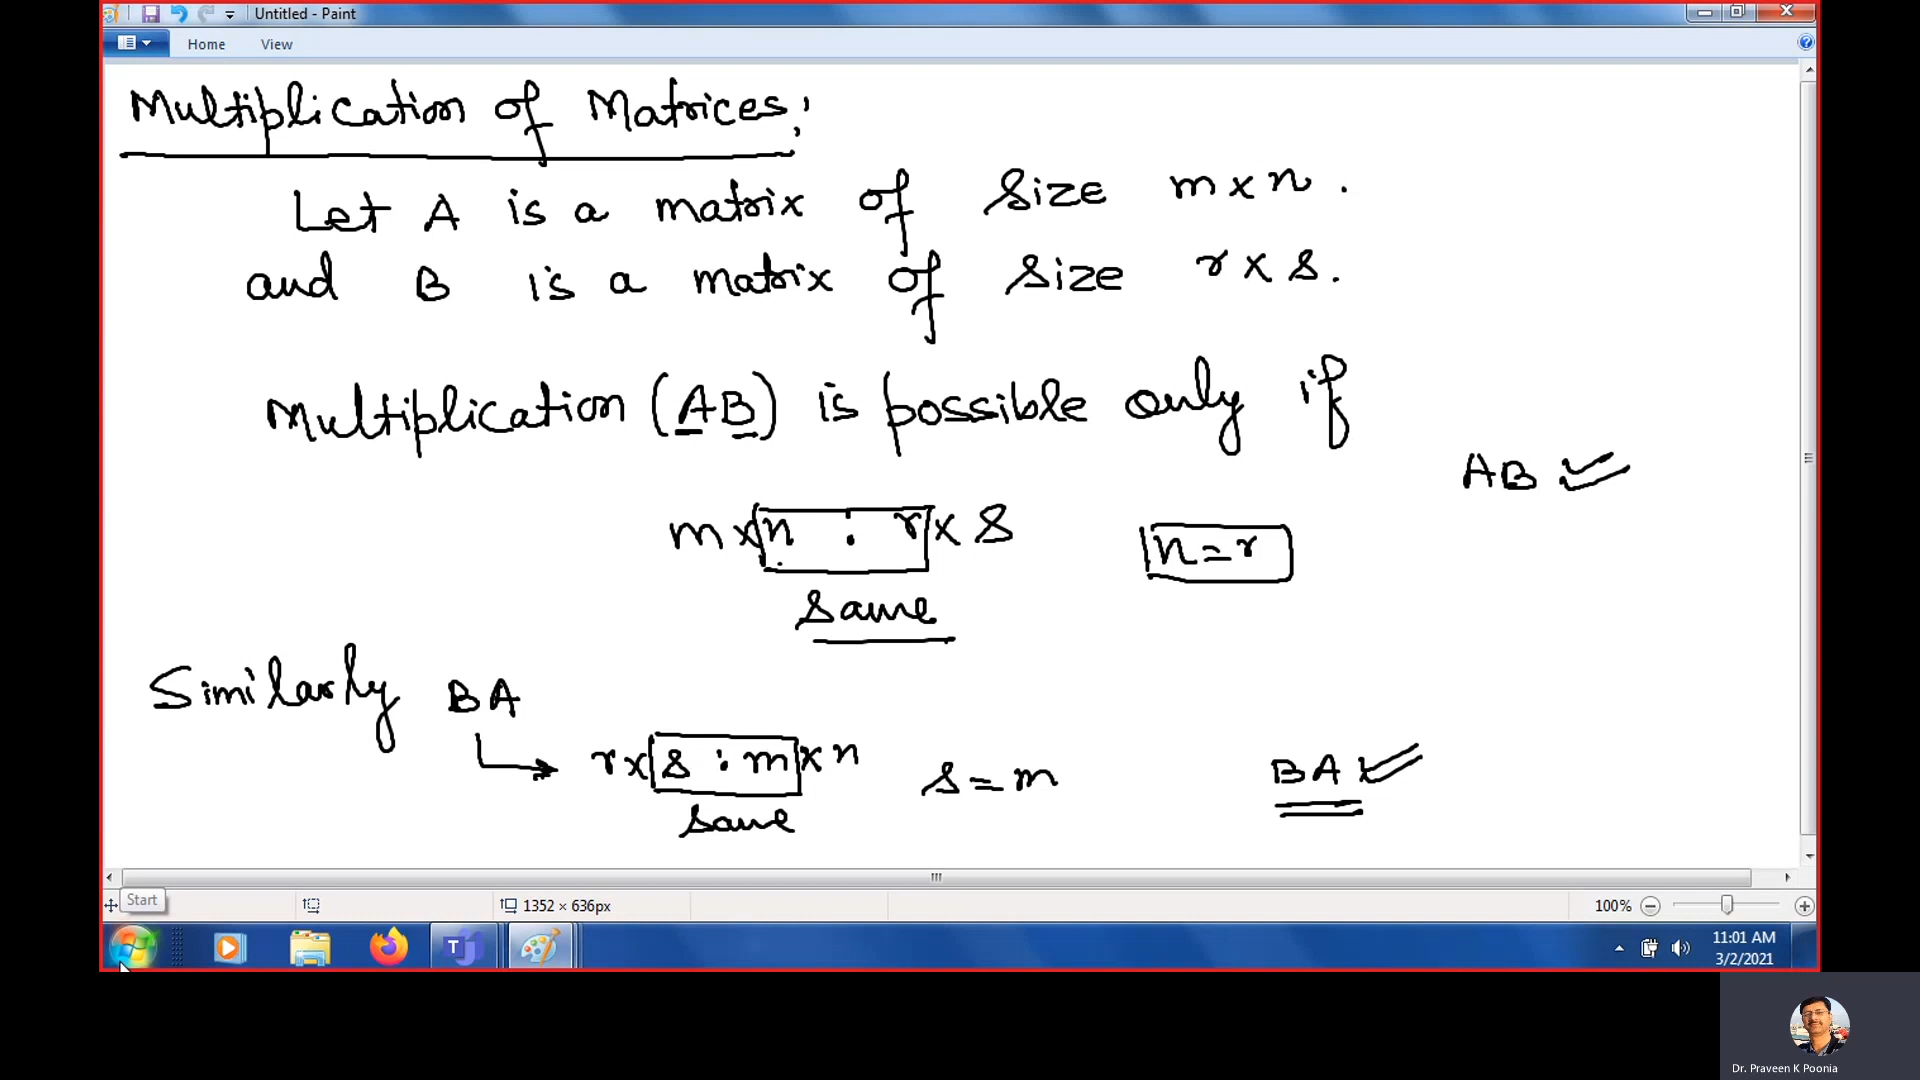 Untitled - Paint
Home View
Multiplication of Matrices:
Let A is a matrix of size m x n .
and B is a matrix of size r x s.
Multiplication (AB) is possible only if
AB
m x n : r x s n = r
same
Similarly BA
r x s : m x n s = m BA
same
Start
1352 × 636px 100%
T
11:01 AM
3/2/2021
Dr. Praveen K Poonia